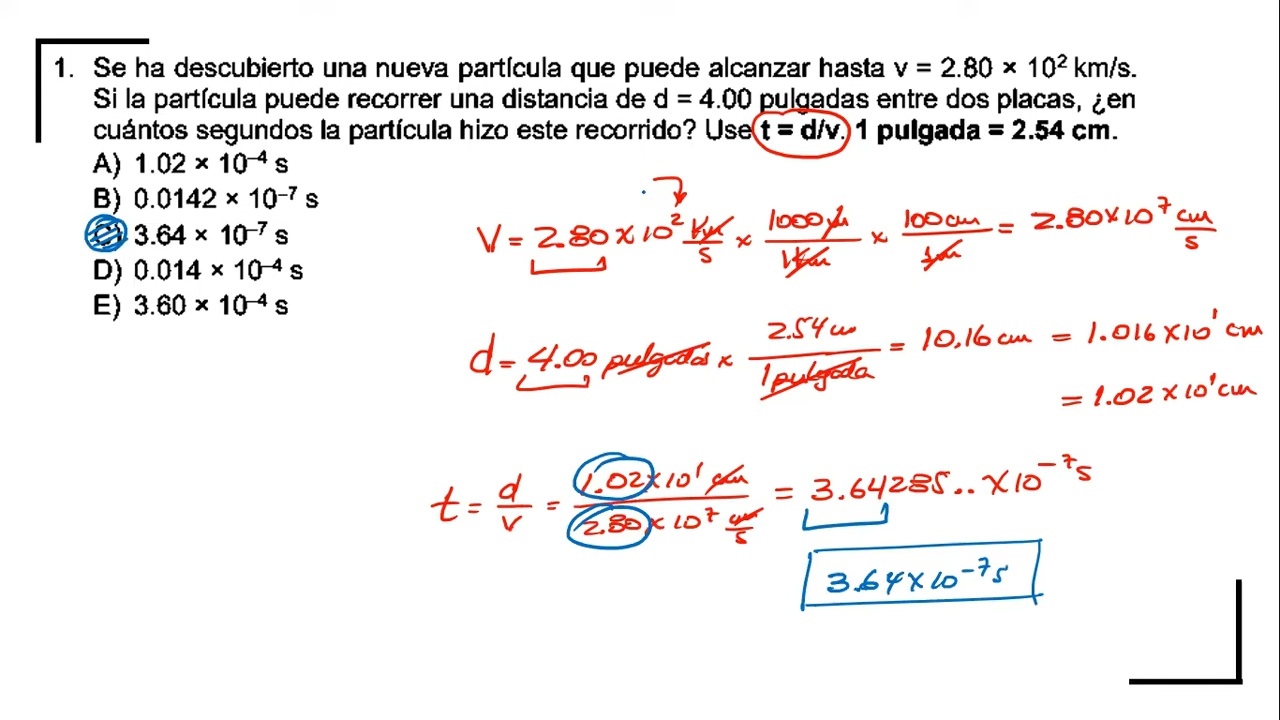 1. Se ha descubierto una nueva partícula que puede alcanzar hasta v = 2.80 × 10² km/s.
Si la partícula puede recorrer una distancia de d = 4.00 pulgadas entre dos placas, ¿en
cuántos segundos la partícula hizo este recorrido? Use t = d/v. 1 pulgada = 2.54 cm.
A) 1.02 × 10⁻⁴ s
B) 0.0142 × 10⁻⁷ s
C) 3.64 × 10⁻⁷ s
D) 0.014 × 10⁻⁴ s
E) 3.60 × 10⁻⁴ s
V = 2.80 × 10² km/s × 1000 m/1 km × 100 cm/1 m = 2.80 × 10⁷ cm/s
d = 4.00 pulgadas × 2.54 cm/1 pulgada = 10.16 cm = 1.016 × 10¹ cm
= 1.02 × 10¹ cm
t = d/v = 1.02 × 10¹ cm/2.80 × 10⁷ cm/s = 3.64285.. × 10⁻⁷ s
3.64 × 10⁻⁷ s